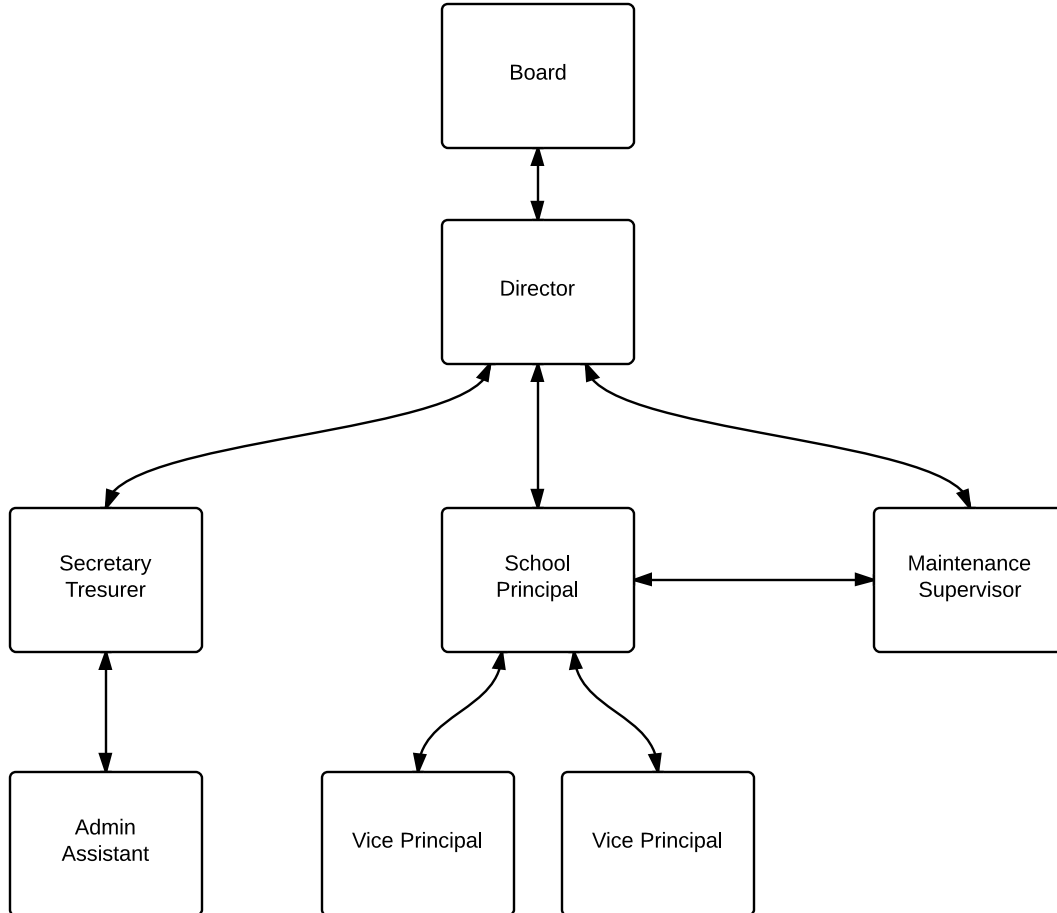 Board
Director
Secretary
Tresurer
School
Principal
Maintenance
Supervisor
Admin
Assistant
Vice Principal
Vice Principal